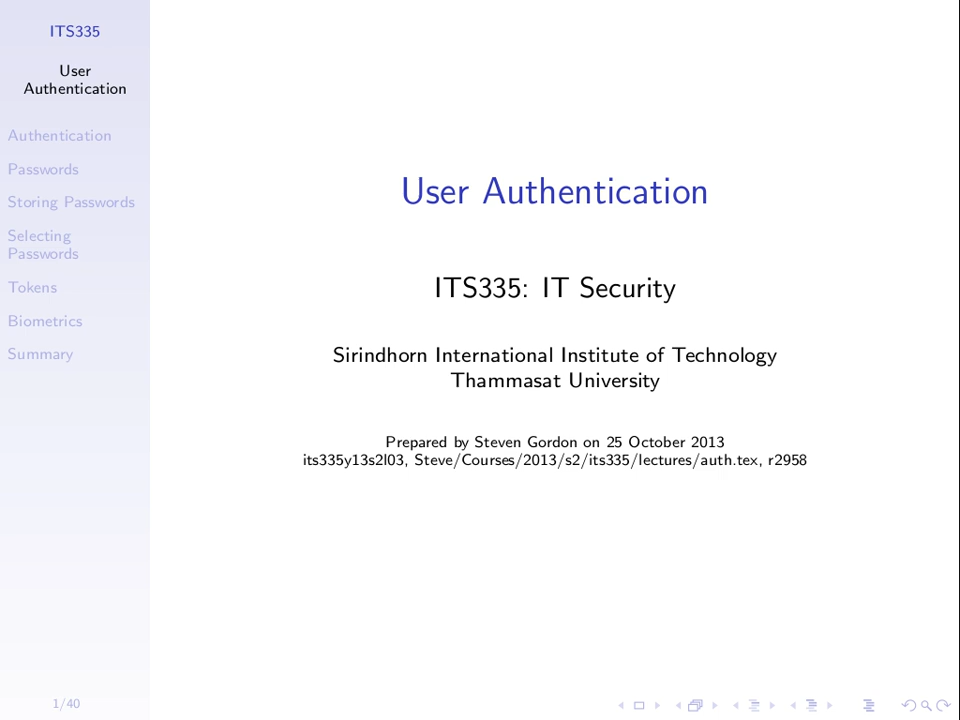 ITS335
User
Authentication
Authentication
Passwords
Storing Passwords
Selecting
Passwords
Tokens
Biometrics
Summary
User Authentication
ITS335: IT Security
Sirindhorn International Institute of Technology
Thammasat University
Prepared by Steven Gordon on 25 October 2013
its335y13s2l03, Steve/Courses/2013/s2/its335/lectures/auth.tex, r2958
1/40